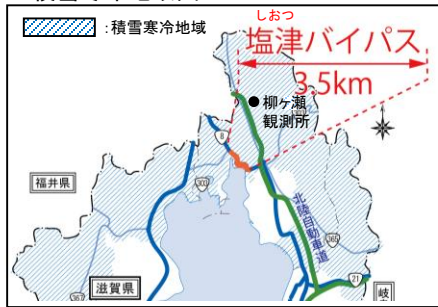 ：積雪寒冷地域
しおつ
塩津バイパス
3.5km
柳ヶ瀬
観測所
8
福井県
303
北陸自動車道
365
21
滋賀県
岐
367